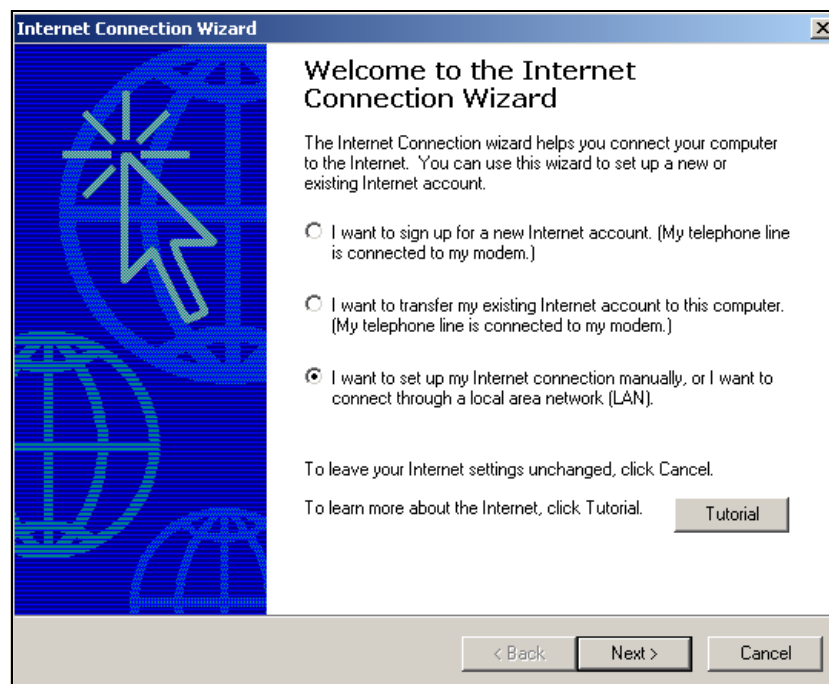 Internet Connection Wizard
Welcome to the Internet
Connection Wizard
The Internet Connection wizard helps you connect your computer
to the Internet. You can use this wizard to set up a new or
existing Internet account.
I want to sign up for a new Internet account. (My telephone line
is connected to my modem.)
I want to transfer my existing Internet account to this computer.
(My telephone line is connected to my modem.)
I want to set up my Internet connection manually, or I want to
connect through a local area network (LAN).
To leave your Internet settings unchanged, click Cancel.
To learn more about the Internet, click Tutorial.
Tutorial
< Back
Next >
Cancel